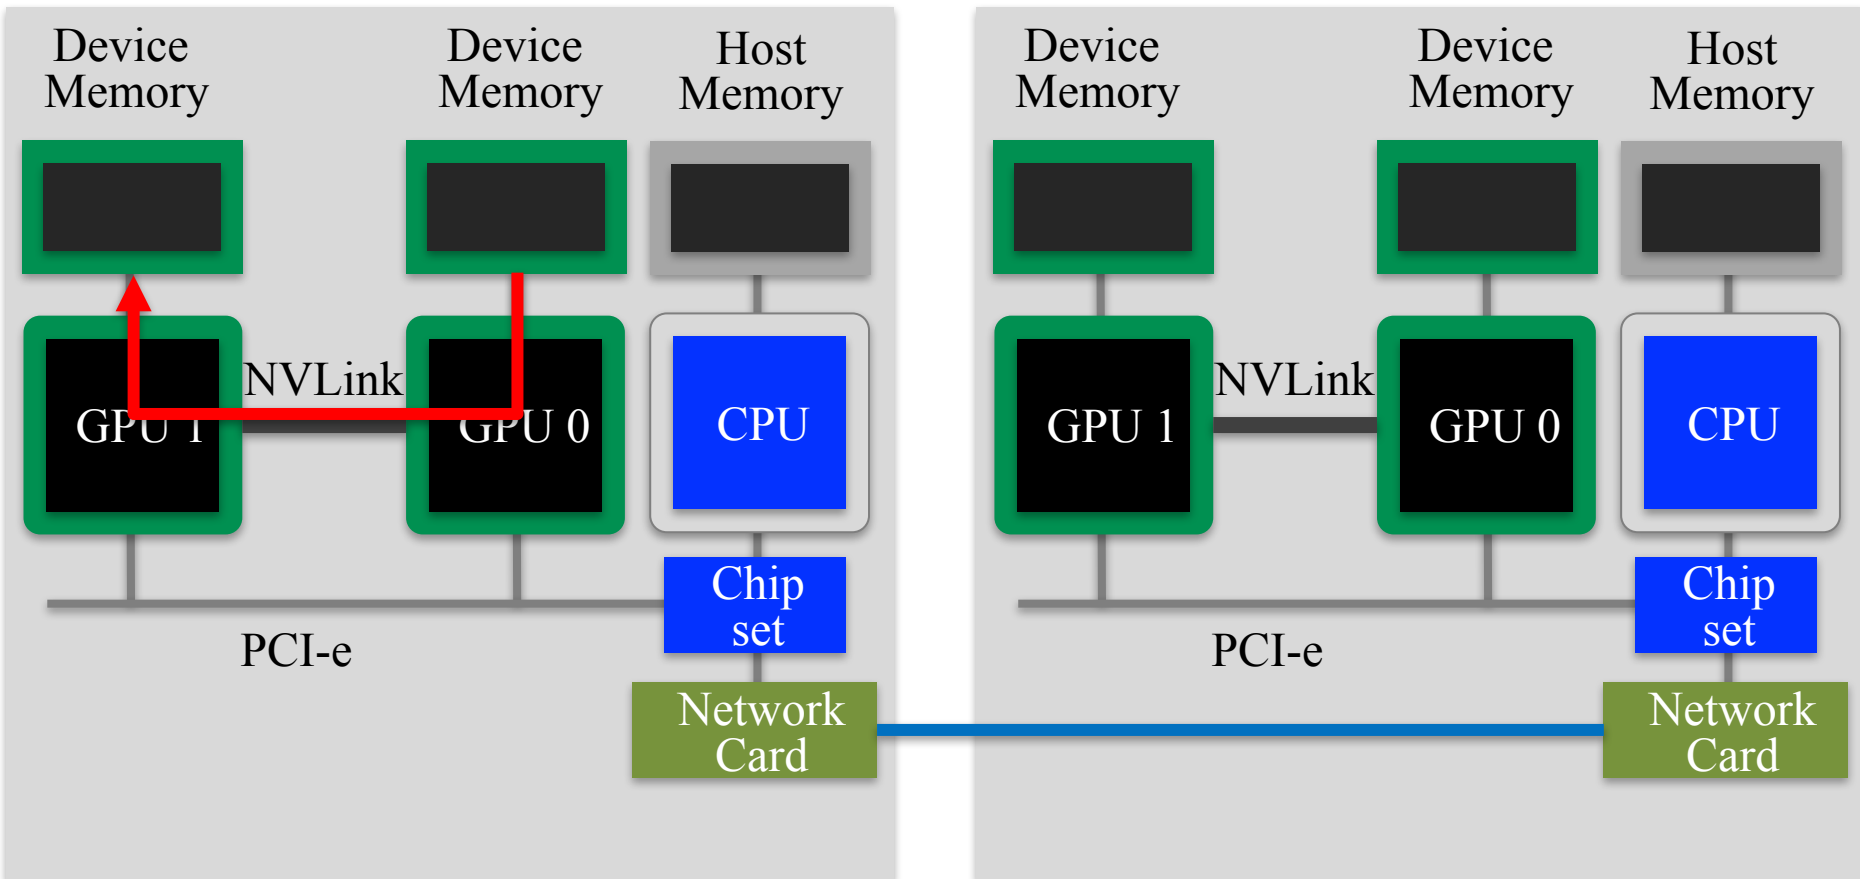 Device
Memory
Device
Memory
Host
Memory
NVLink
GPU 1
GPU 0
CPU
Chip
set
PCI-e
Network
Card
Device
Memory
Device
Memory
Host
Memory
NVLink
GPU 1
GPU 0
CPU
Chip
set
PCI-e
Network
Card